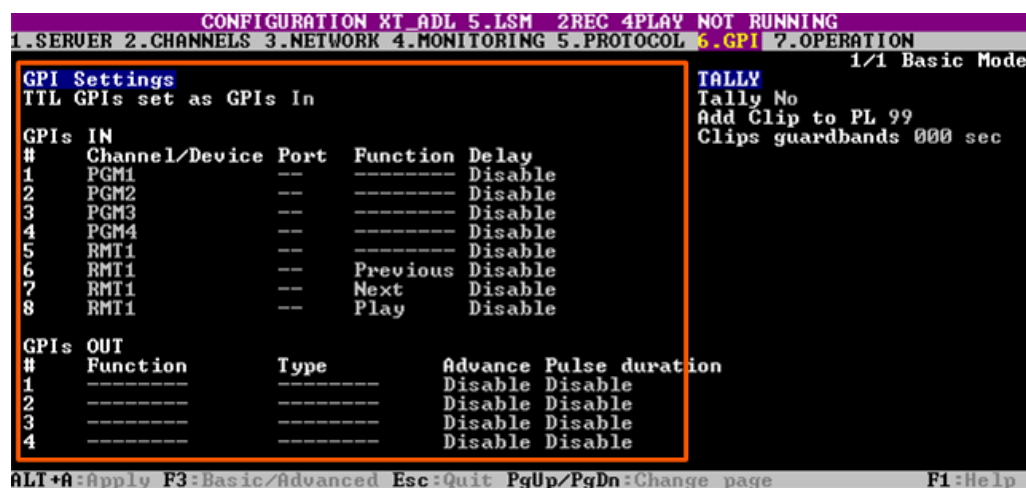 CONFIGURATION XT_ADL 5.LSM 2REC 4PLAY NOT RUNNING
1.SERVER 2.CHANNELS 3.NETWORK 4.MONITORING 5.PROTOCOL 6.GPI 7.OPERATION
1/1 Basic Mode
GPI Settings
TTL GPIs set as GPIs In
GPIs IN
# Channel/Device Port Function Delay
1 PGM1 -- -------- Disable
2 PGM2 -- -------- Disable
3 PGM3 -- -------- Disable
4 PGM4 -- -------- Disable
5 RMT1 -- -------- Disable
6 RMT1 -- Previous Disable
7 RMT1 -- Next Disable
8 RMT1 -- Play Disable
GPIs OUT
# Function Type Advance Pulse duration
1 -------- -------- Disable Disable
2 -------- -------- Disable Disable
3 -------- -------- Disable Disable
4 -------- -------- Disable Disable
TALLY
Tally No
Add Clip to PL 99
Clips guardbands 000 sec
ALT+A:Apply F3:Basic/Advanced Esc:Quit PgUp/PgDn:Change page F1:Help